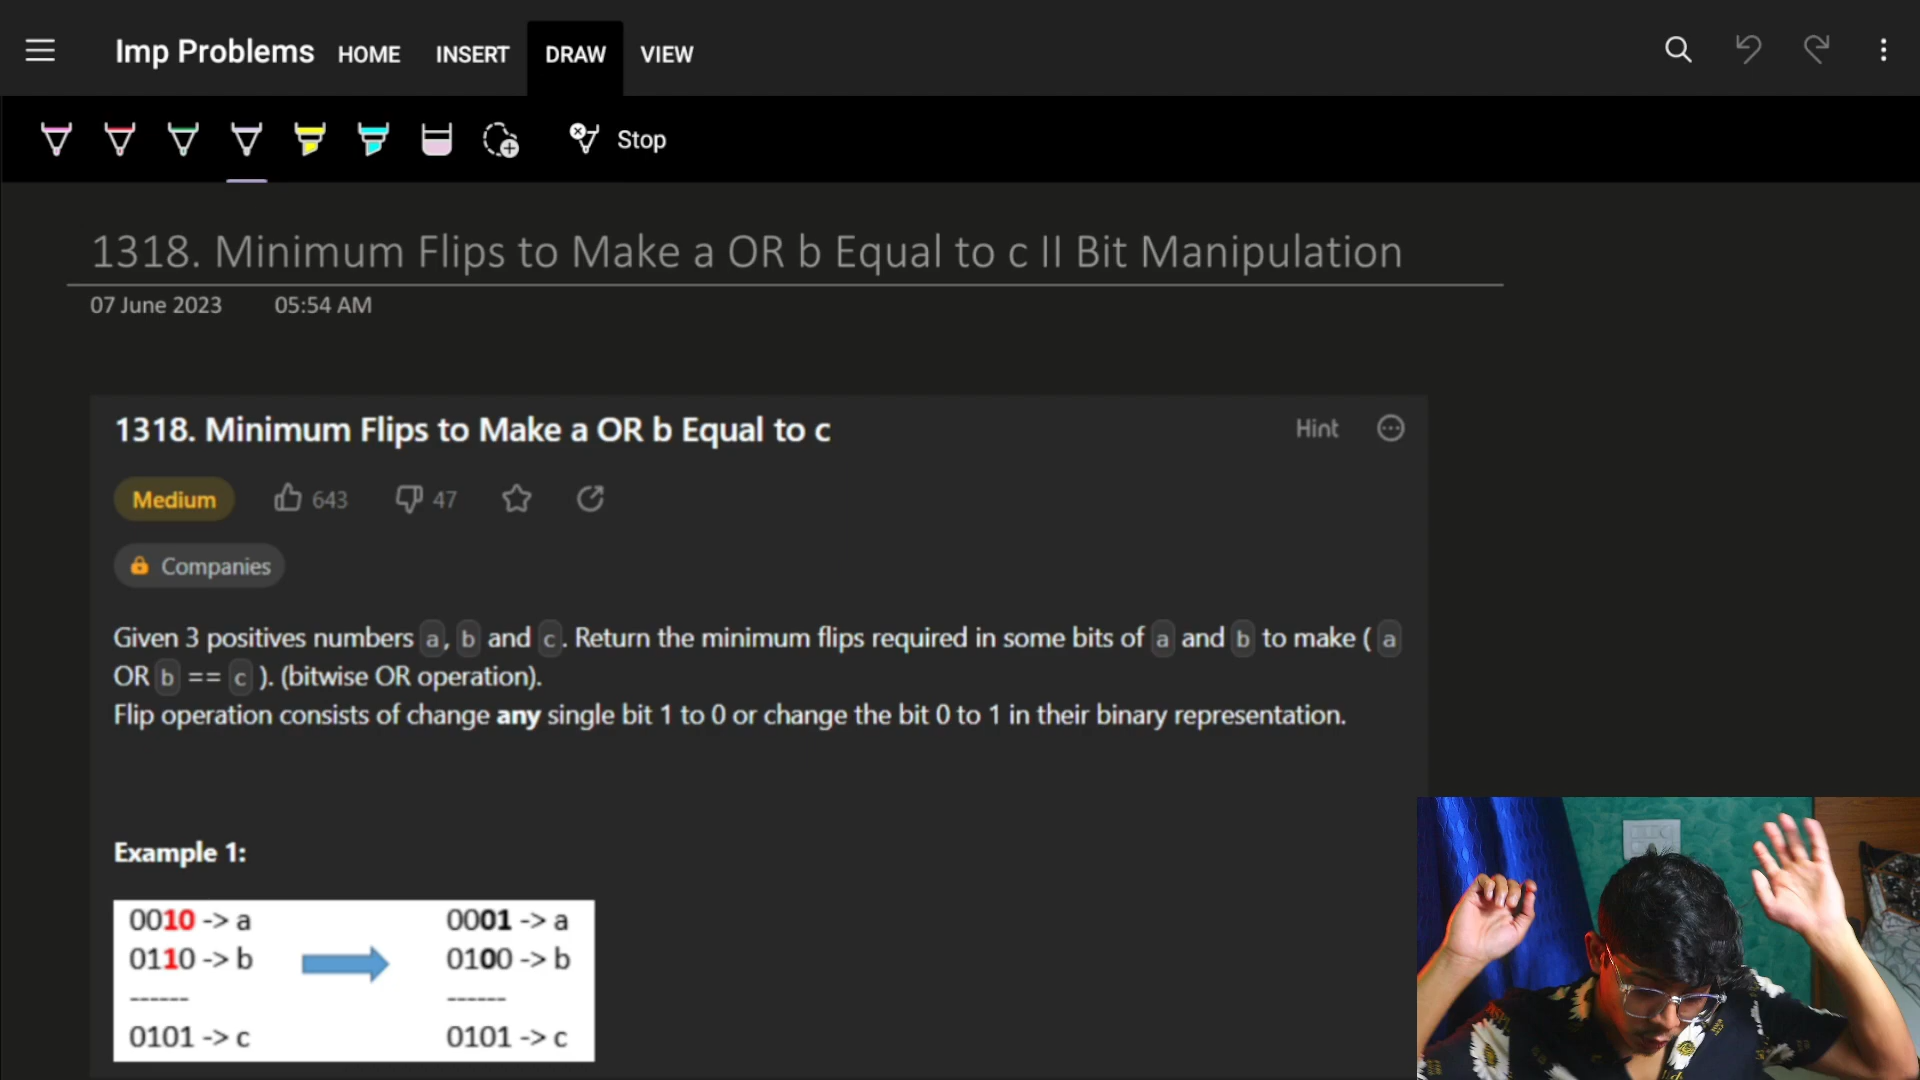 Imp Problems HOME INSERT DRAW VIEW
Stop
1318. Minimum Flips to Make a OR b Equal to c II Bit Manipulation
07 June 2023 05:54 AM
1318. Minimum Flips to Make a OR b Equal to c
Hint
Medium 643 47
Companies
Given 3 positives numbers a, b and c. Return the minimum flips required in some bits of a and b to make ( a
OR b == c ). (bitwise OR operation).
Flip operation consists of change any single bit 1 to 0 or change the bit 0 to 1 in their binary representation.
Example 1:
0010 -> a 0001 -> a
0110 -> b 0100 -> b
------ ------
0101 -> c 0101 -> c